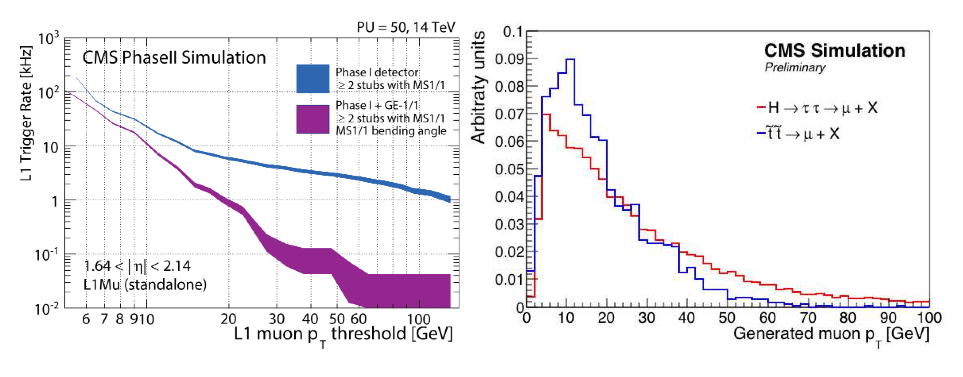 PU = 50, 14 TeV
CMS PhaseII Simulation
Phase I detector
≥ 2 stubs with MS1/1
Phase I + GE-1/1
≥ 2 stubs with MS1/1
MS1/1 bending angle
L1 Trigger Rate [kHz]
10³
10²
10
1
10⁻¹
10⁻²
1.64 < |η| < 2.14
L1Mu (standalone)
6 7 8 910 20 30 40 50 60 100
L1 muon p_T threshold [GeV]
CMS Simulation
Preliminary
H → τ τ → μ + X
t̃ t̃ → μ + X
Arbitraty units
0.1
0.09
0.08
0.07
0.06
0.05
0.04
0.03
0.02
0.01
0
0 10 20 30 40 50 60 70 80 90 100
Generated muon p_T [GeV]